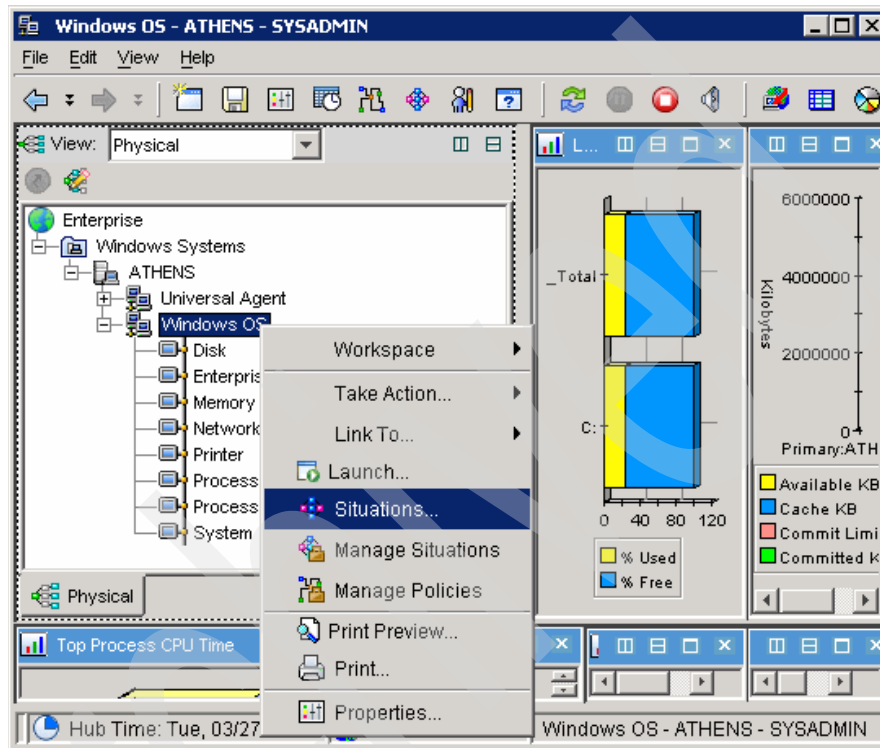 Windows OS - ATHENS - SYSADMIN
File Edit View Help
View: Physical
Enterprise
Windows Systems
ATHENS
Universal Agent
Windows OS
Disk
Enterpris
Memory
Network
Printer
Process
Process
System
Physical
Workspace
Take Action...
Link To...
Launch...
Situations...
Manage Situations
Manage Policies
Print Preview...
Print...
Properties...
L...
_Total
C:
0 40 80 120
% Used
% Free
6000000
4000000
2000000
0
Kilobytes
Primary:ATH
Available KB
Cache KB
Commit Limi
Committed K
Top Process CPU Time
Hub Time: Tue, 03/27
Windows OS - ATHENS - SYSADMIN